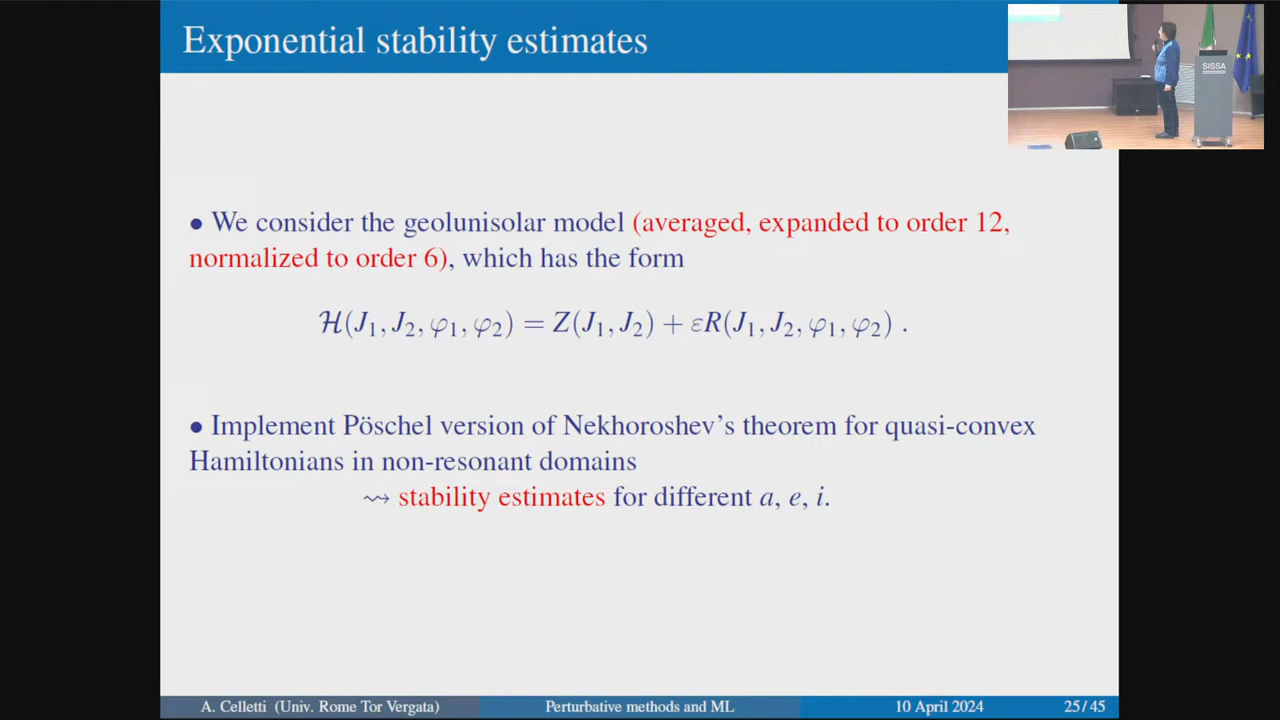 Exponential stability estimates
SISSA
• We consider the geolunisolar model (averaged, expanded to order 12,
normalized to order 6), which has the form
ℋ(J₁, J₂, φ₁, φ₂) = Z(J₁, J₂) + εR(J₁, J₂, φ₁, φ₂) .
• Implement Pöschel version of Nekhoroshev's theorem for quasi-convex
Hamiltonians in non-resonant domains
⇝ stability estimates for different a, e, i.
A. Celletti (Univ. Rome Tor Vergata) Perturbative methods and ML 10 April 2024 25 / 45